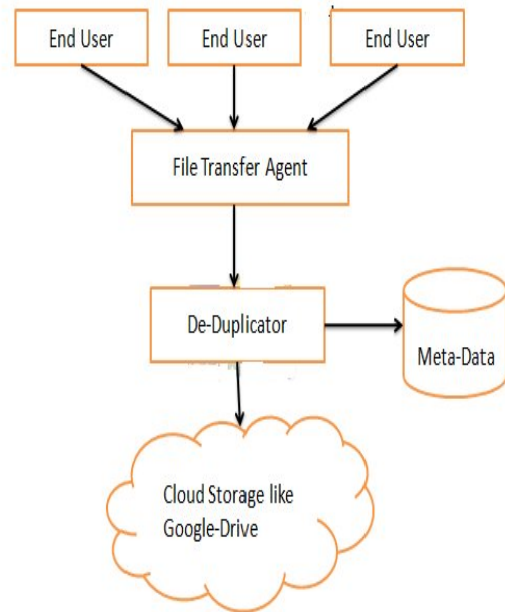 End User
End User
End User
File Transfer Agent
De-Duplicator
Meta-Data
Cloud Storage like
Google-Drive